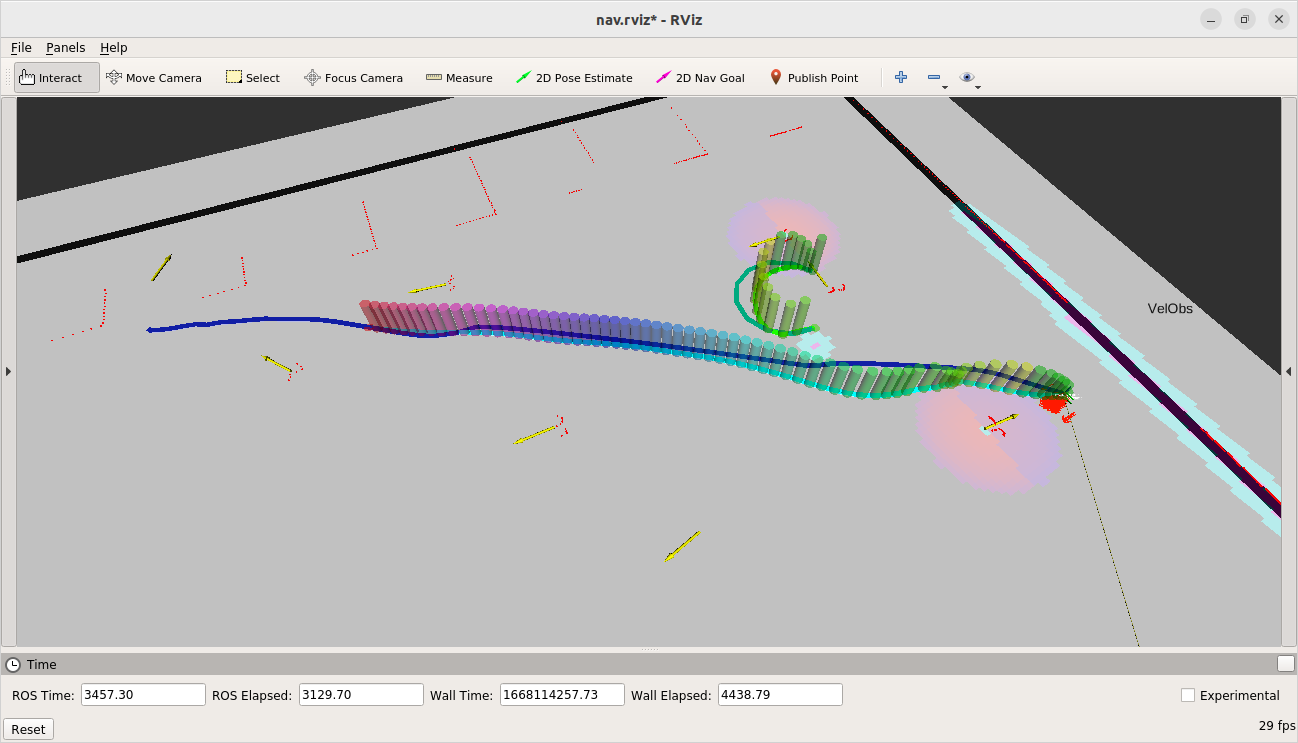 nav.rviz* - RViz
File Panels Help
Interact Move Camera Select Focus Camera Measure 2D Pose Estimate 2D Nav Goal Publish Point
VelObs
Time
ROS Time: 3457.30 ROS Elapsed: 3129.70 Wall Time: 1668114257.73 Wall Elapsed: 4438.79 Experimental
Reset 29 fps